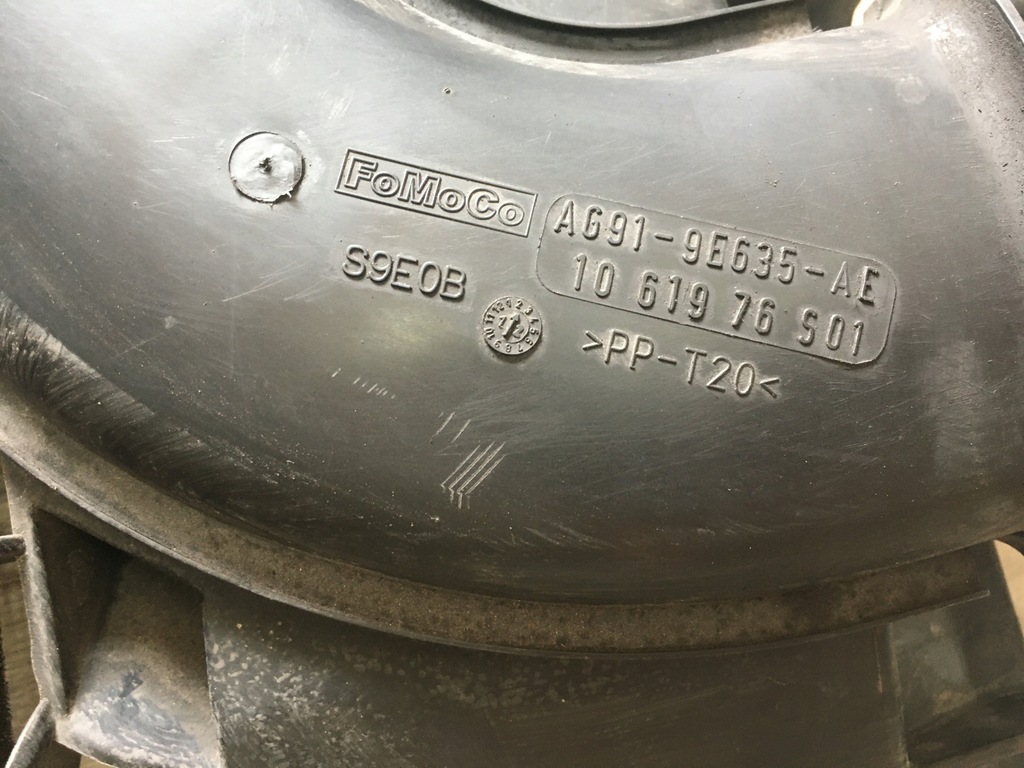 FoMoCo
AG91-9E635-AE
10 619 76 S01
S9E0B
>PP-T20<